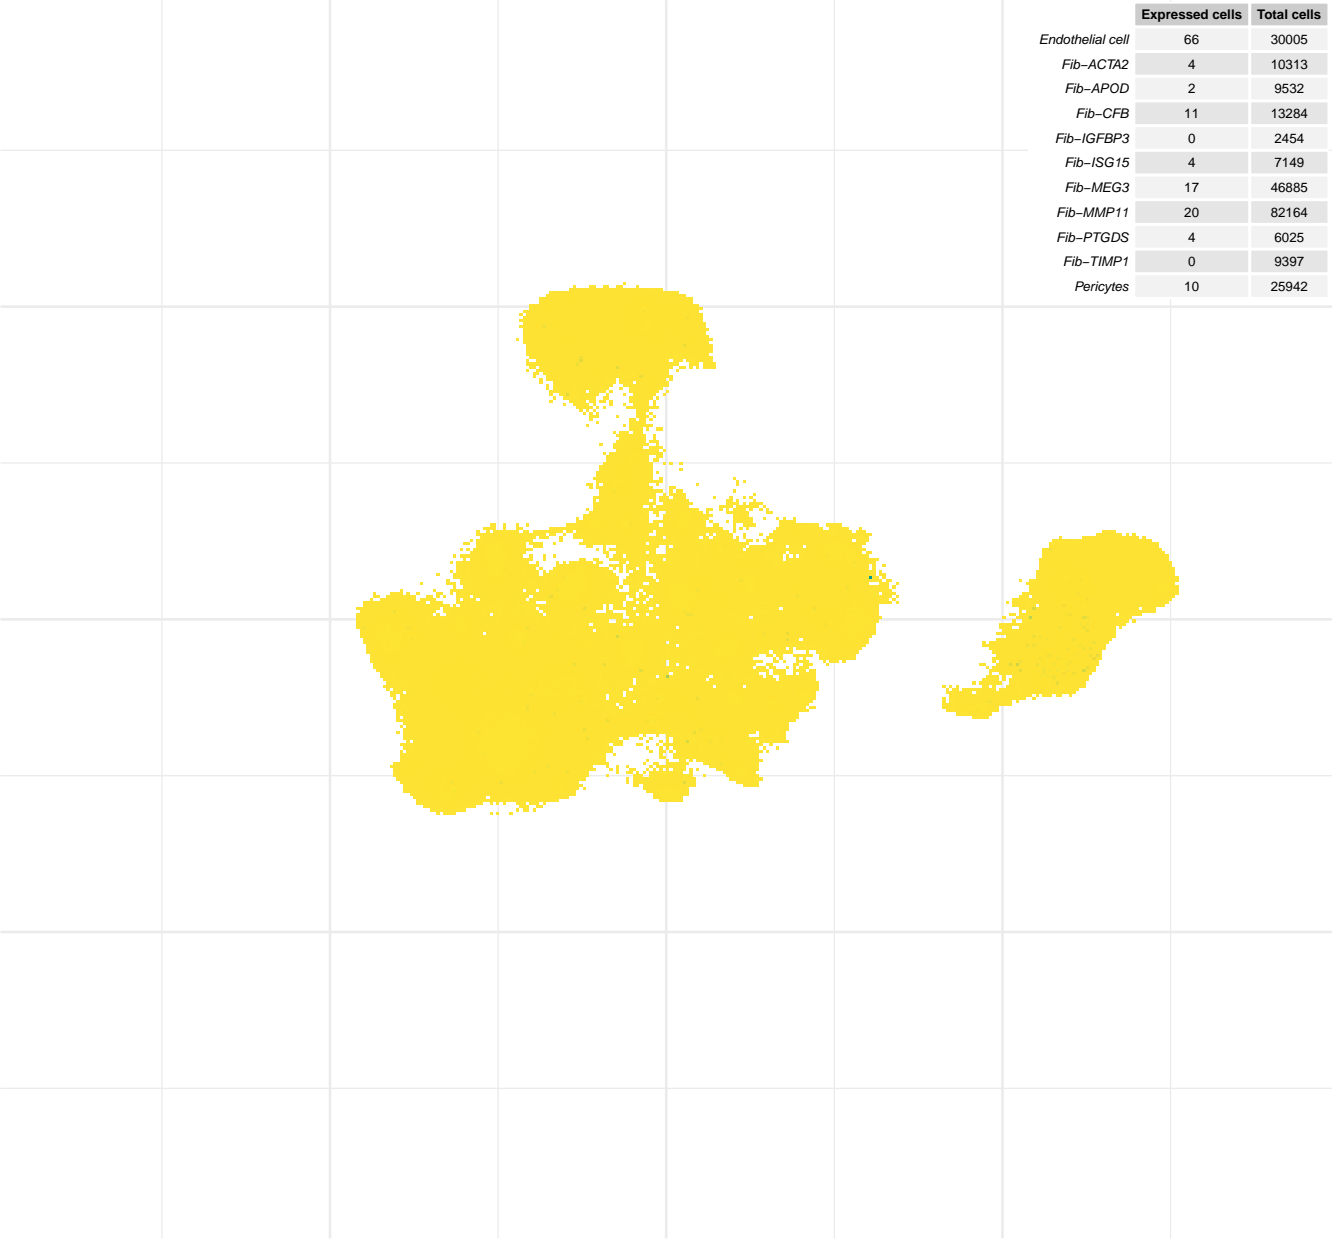 Expressed cells Total cells
Endothelial cell 66 30005
Fib−ACTA2 4 10313
Fib−APOD 2 9532
Fib−CFB 11 13284
Fib−IGFBP3 0 2454
Fib−ISG15 4 7149
Fib−MEG3 17 46885
Fib−MMP11 20 82164
Fib−PTGDS 4 6025
Fib−TIMP1 0 9397
Pericytes 10 25942